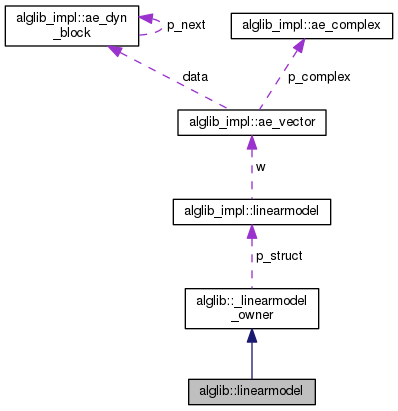 alglib_impl::ae_dyn
_block
p_next
alglib_impl::ae_complex
data
p_complex
alglib_impl::ae_vector
w
alglib_impl::linearmodel
p_struct
alglib::_linearmodel
_owner
alglib::linearmodel